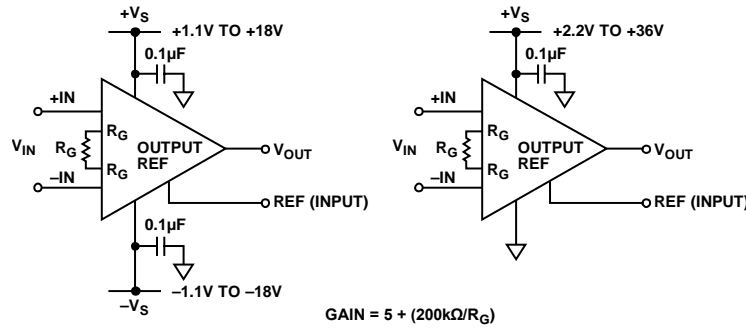 +VS
+1.1V TO +18V
0.1µF
+IN
RG
VIN
RG
OUTPUT
REF
VOUT
RG
–IN
REF (INPUT)
0.1µF
–1.1V TO –18V
–VS
+VS
+2.2V TO +36V
0.1µF
+IN
RG
VIN
RG
OUTPUT
REF
VOUT
RG
–IN
REF (INPUT)
GAIN = 5 + (200kΩ/RG)